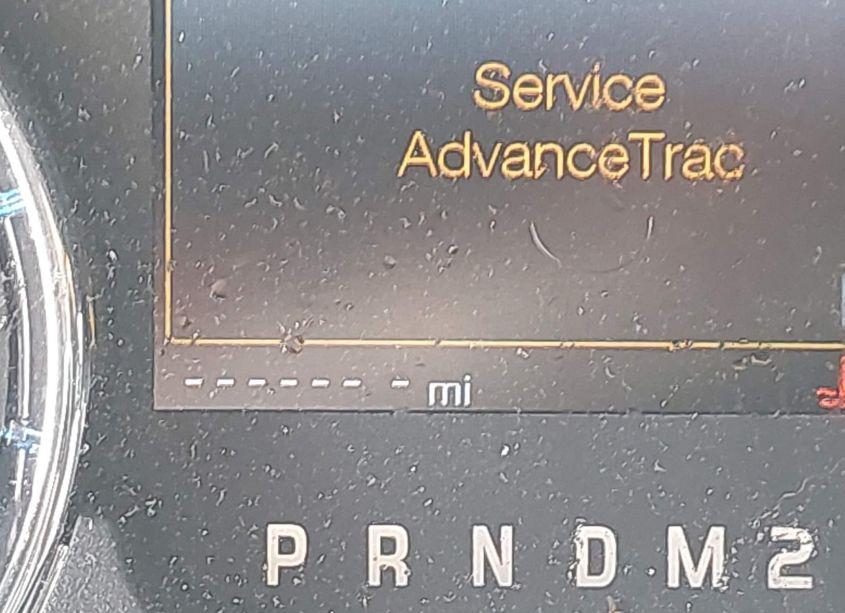 Service
AdvanceTrac
------ mi
P R N D M 2